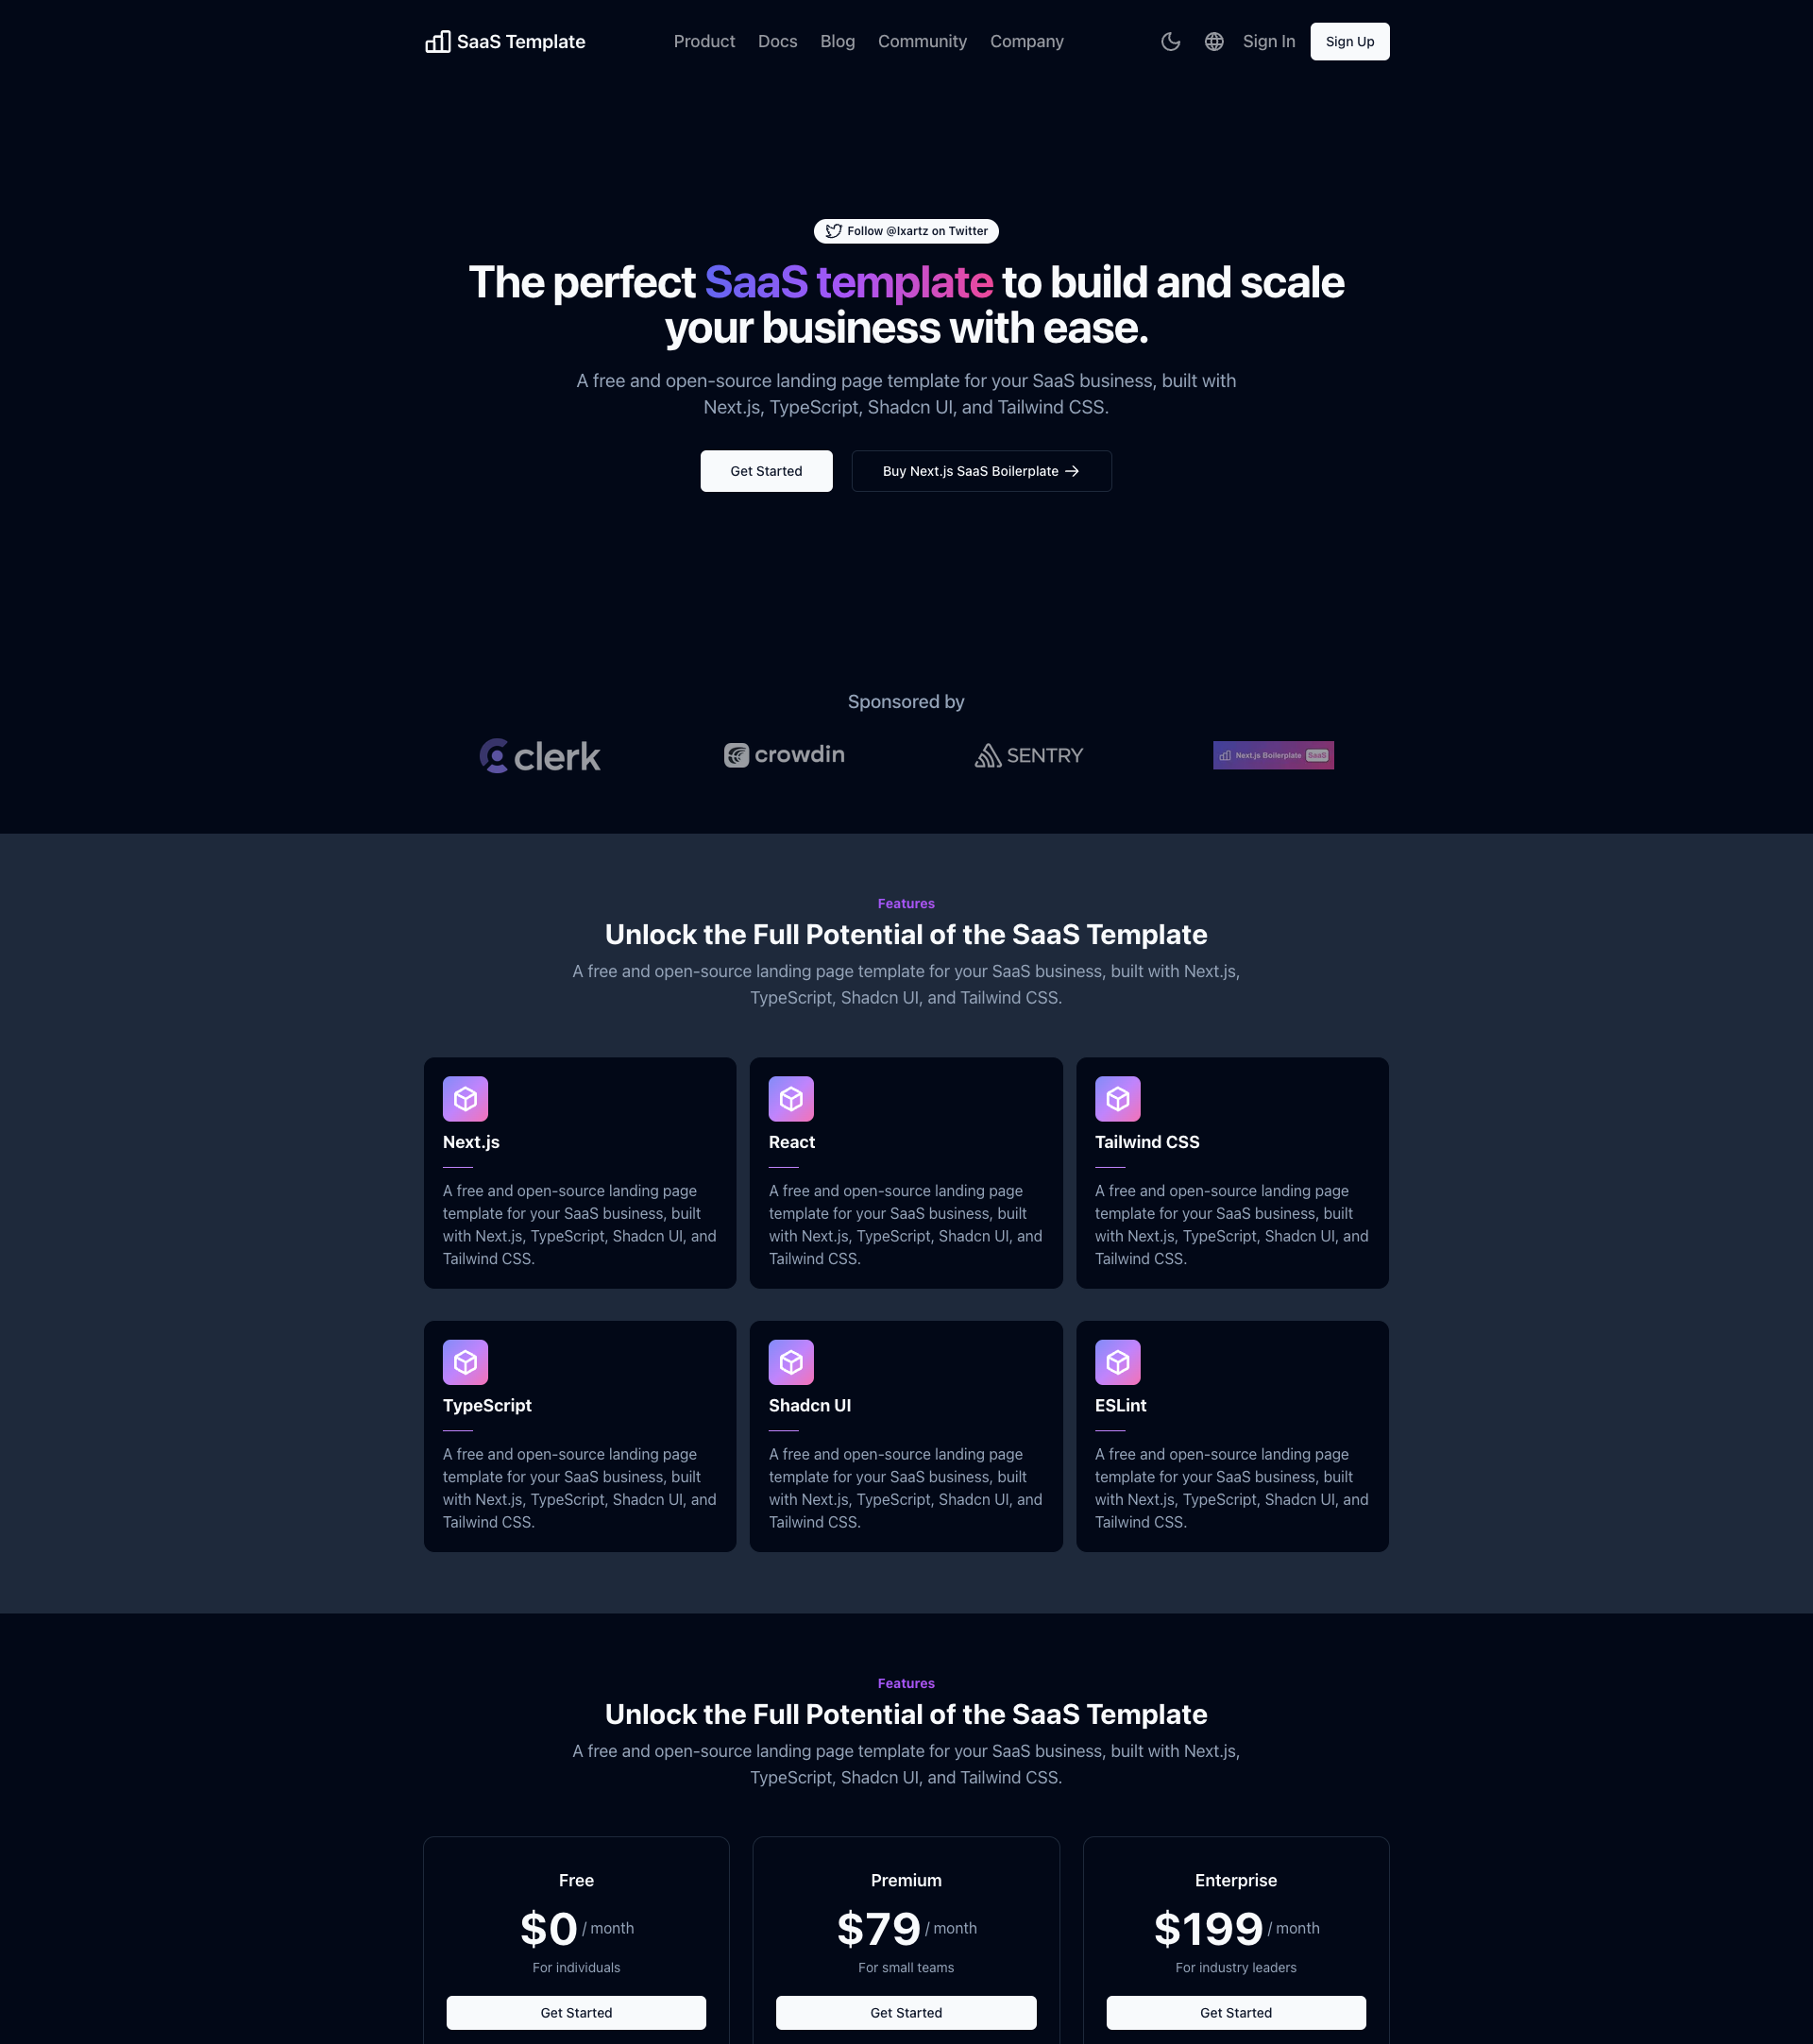 SaaS Template
Product Docs Blog Community Company
Sign In
Sign Up
Follow @Ixartz on Twitter
The perfect SaaS template to build and scale
your business with ease.
A free and open-source landing page template for your SaaS business, built with
Next.js, TypeScript, Shadcn UI, and Tailwind CSS.
Get Started
Buy Next.js SaaS Boilerplate
Sponsored by
clerk
crowdin
SENTRY
Next.js Boilerplate SaaS
Features
Unlock the Full Potential of the SaaS Template
A free and open-source landing page template for your SaaS business, built with Next.js,
TypeScript, Shadcn UI, and Tailwind CSS.
Next.js
A free and open-source landing page
template for your SaaS business, built
with Next.js, TypeScript, Shadcn UI, and
Tailwind CSS.
React
A free and open-source landing page
template for your SaaS business, built
with Next.js, TypeScript, Shadcn UI, and
Tailwind CSS.
Tailwind CSS
A free and open-source landing page
template for your SaaS business, built
with Next.js, TypeScript, Shadcn UI, and
Tailwind CSS.
TypeScript
A free and open-source landing page
template for your SaaS business, built
with Next.js, TypeScript, Shadcn UI, and
Tailwind CSS.
Shadcn UI
A free and open-source landing page
template for your SaaS business, built
with Next.js, TypeScript, Shadcn UI, and
Tailwind CSS.
ESLint
A free and open-source landing page
template for your SaaS business, built
with Next.js, TypeScript, Shadcn UI, and
Tailwind CSS.
Features
Unlock the Full Potential of the SaaS Template
A free and open-source landing page template for your SaaS business, built with Next.js,
TypeScript, Shadcn UI, and Tailwind CSS.
Free
$0 / month
For individuals
Get Started
Premium
$79 / month
For small teams
Get Started
Enterprise
$199 / month
For industry leaders
Get Started